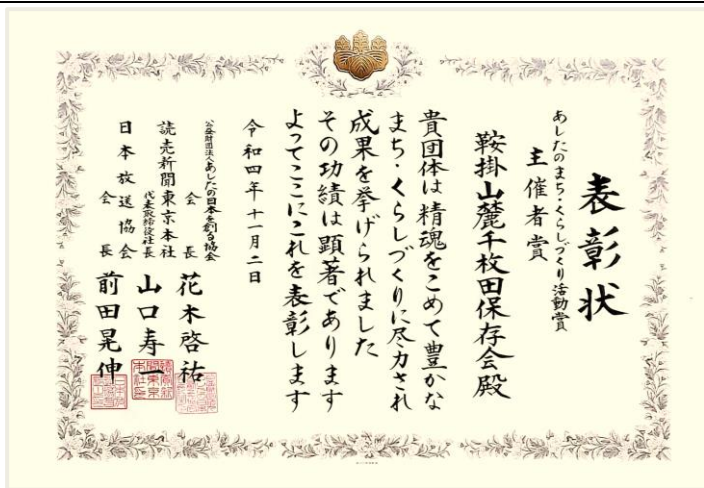 表彰状
あしたのまち・くらしづくり活動賞
主催者賞
鞍掛山麓千枚田保存会殿
貴団体は精魂をこめて豊かな
まち・くらしづくりに尽力され
成果を挙げられました
その功績は顕著であります
よってここにこれを表彰します
令和四年十一月二日
公益財団法人あしたの日本を創る協会
会長 花木啓祐
読売新聞東京本社
代表取締役社長 山口寿一
日本放送協会
会長 前田晃伸